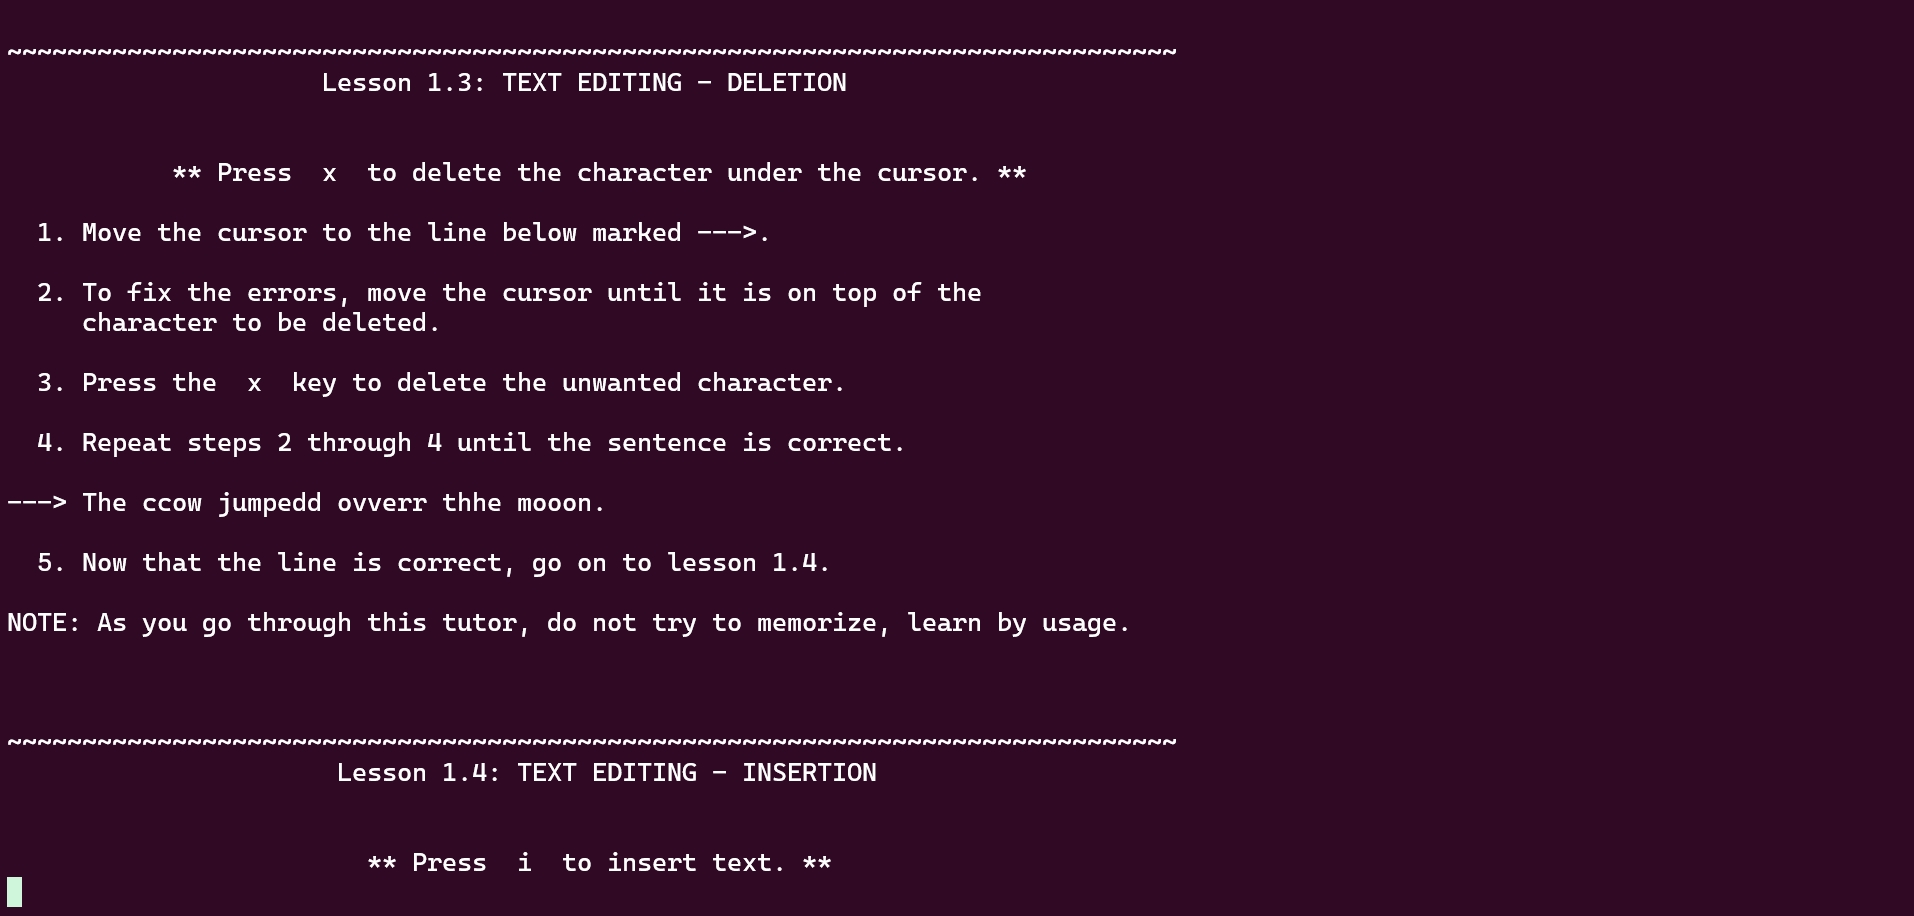 ~~~~~~~~~~~~~~~~~~~~~~~~~~~~~~~~~~~~~~~~~~~~~~~~~~~~~~~~~~~~~~~~~~~~~~~~~~~~~~
Lesson 1.3: TEXT EDITING - DELETION
** Press  x  to delete the character under the cursor. **
1. Move the cursor to the line below marked --->.
2. To fix the errors, move the cursor until it is on top of the
character to be deleted.
3. Press the  x  key to delete the unwanted character.
4. Repeat steps 2 through 4 until the sentence is correct.
---> The ccow jumpedd ovverr thhe mooon.
5. Now that the line is correct, go on to lesson 1.4.
NOTE: As you go through this tutor, do not try to memorize, learn by usage.
~~~~~~~~~~~~~~~~~~~~~~~~~~~~~~~~~~~~~~~~~~~~~~~~~~~~~~~~~~~~~~~~~~~~~~~~~~~~~~
Lesson 1.4: TEXT EDITING - INSERTION
** Press  i  to insert text. **